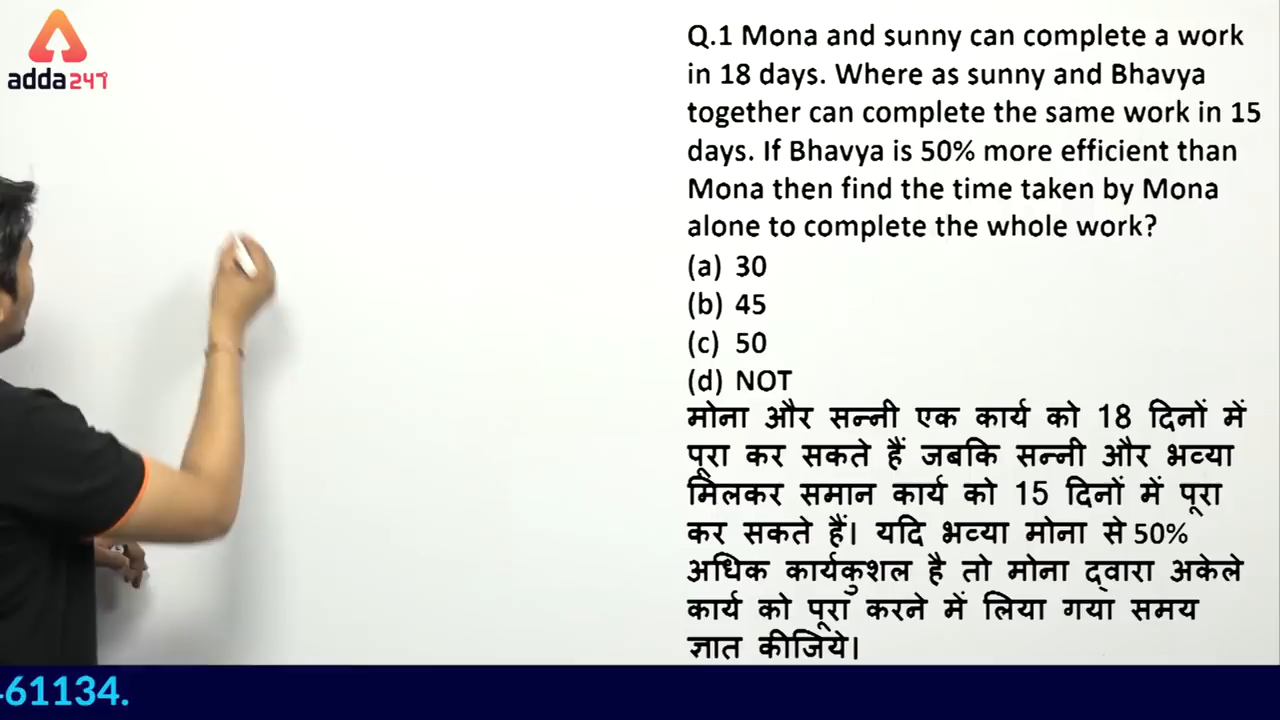 adda247
Q.1 Mona and sunny can complete a work
in 18 days. Where as sunny and Bhavya
together can complete the same work in 15
days. If Bhavya is 50% more efficient than
Mona then find the time taken by Mona
alone to complete the whole work?
(a) 30
(b) 45
(c) 50
(d) NOT
मोना और सन्नी एक कार्य को 18 दिनों में
पूरा कर सकते हैं जबकि सन्नी और भव्या
मिलकर समान कार्य को 15 दिनों में पूरा
कर सकते हैं। यदि भव्या मोना से 50%
अधिक कार्यकुशल है तो मोना द्वारा अकेले
कार्य को पूरा करने में लिया गया समय
ज्ञात कीजिये।
61134.